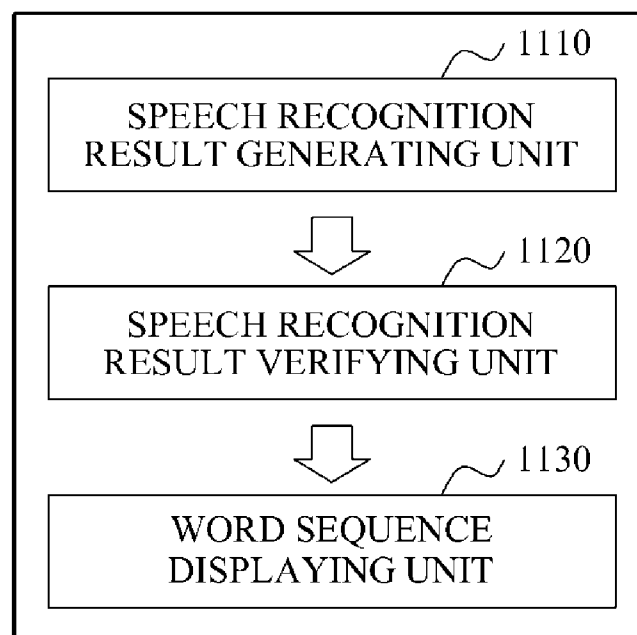 1110
SPEECH RECOGNITION
RESULT GENERATING UNIT
1120
SPEECH RECOGNITION
RESULT VERIFYING UNIT
1130
WORD SEQUENCE
DISPLAYING UNIT